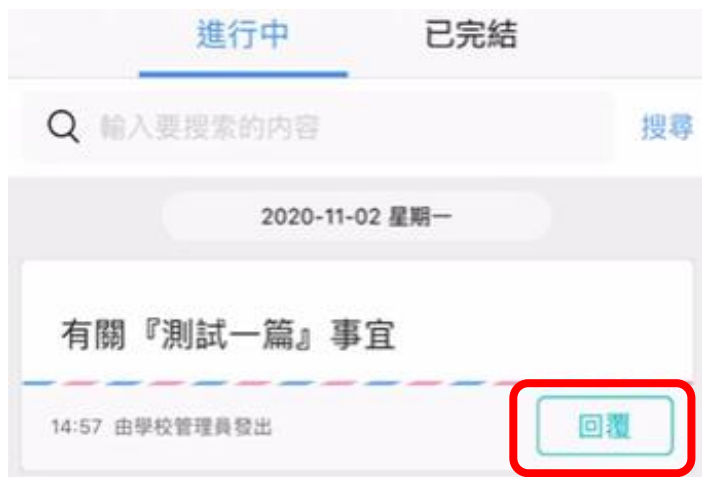 進行中 已完結
輸入要搜索的內容 搜尋
2020-11-02 星期一
有關『測試一篇』事宜
14:57 由學校管理員發出 回覆